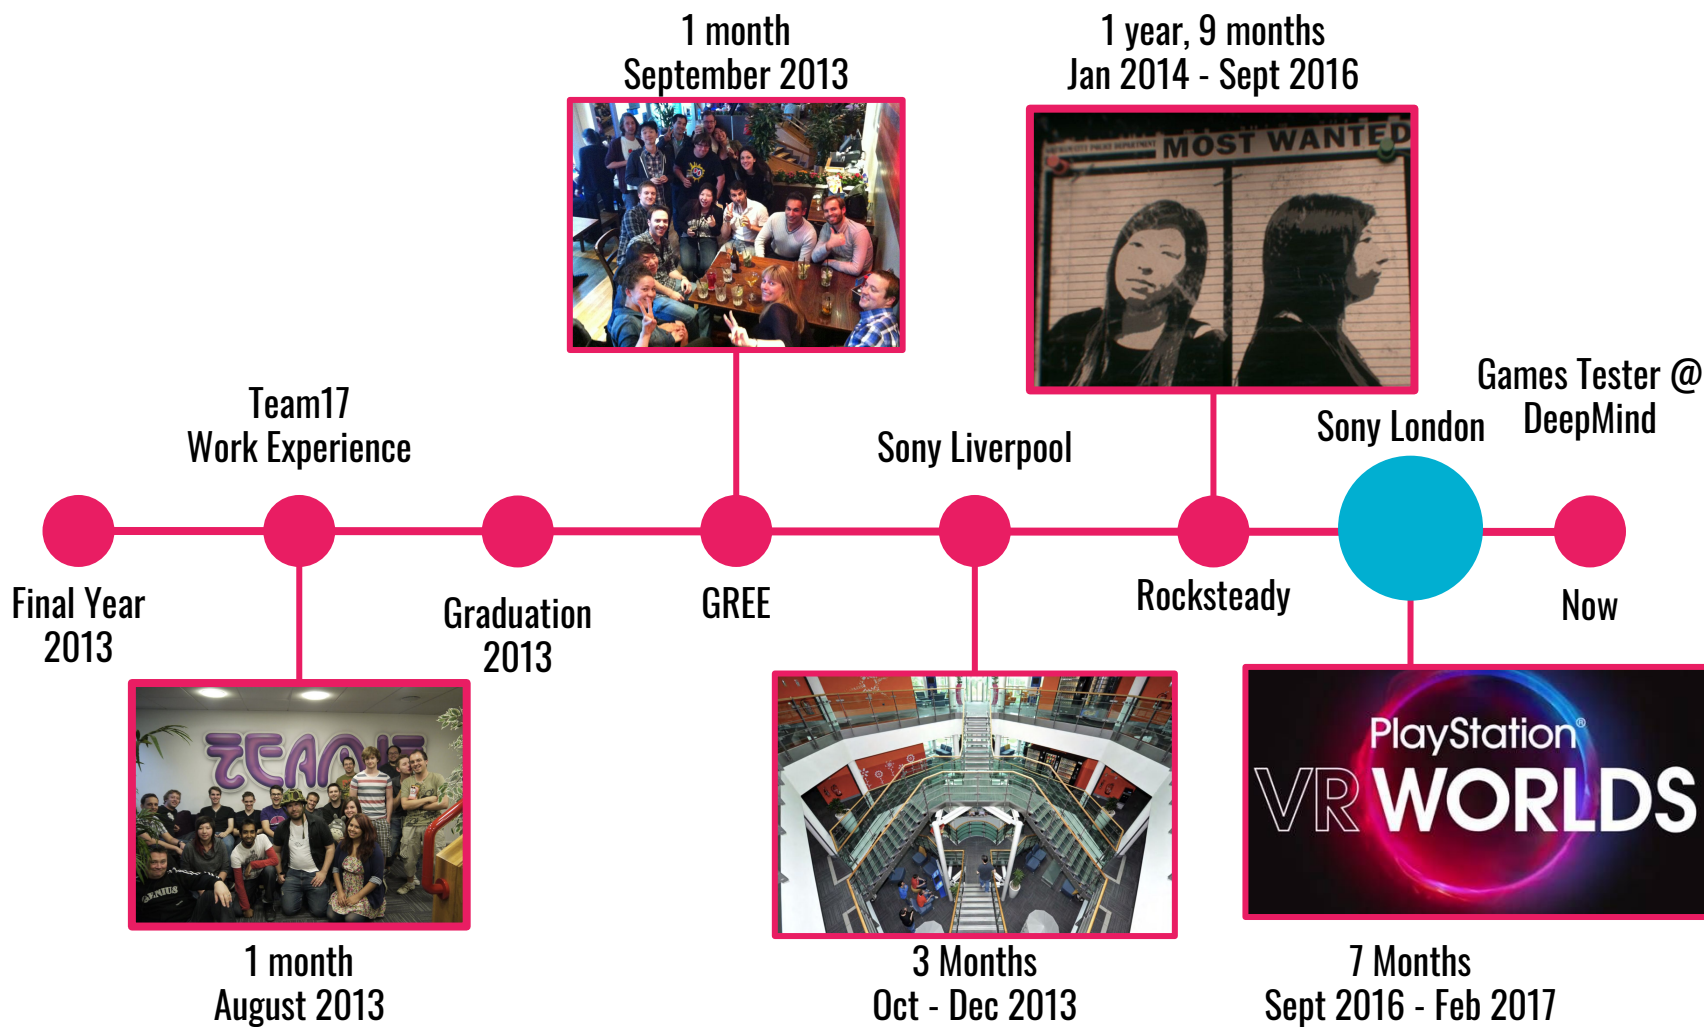 1 month
September 2013
1 year, 9 months
Jan 2014 - Sept 2016
MOST WANTED
Games Tester @
DeepMind
Team17
Work Experience
Sony Liverpool
Sony London
Final Year
2013
Graduation
2013
GREE
Rocksteady
Now
TEAM17
GENIUS
PlayStation®
VR WORLDS
1 month
August 2013
3 Months
Oct - Dec 2013
7 Months
Sept 2016 - Feb 2017